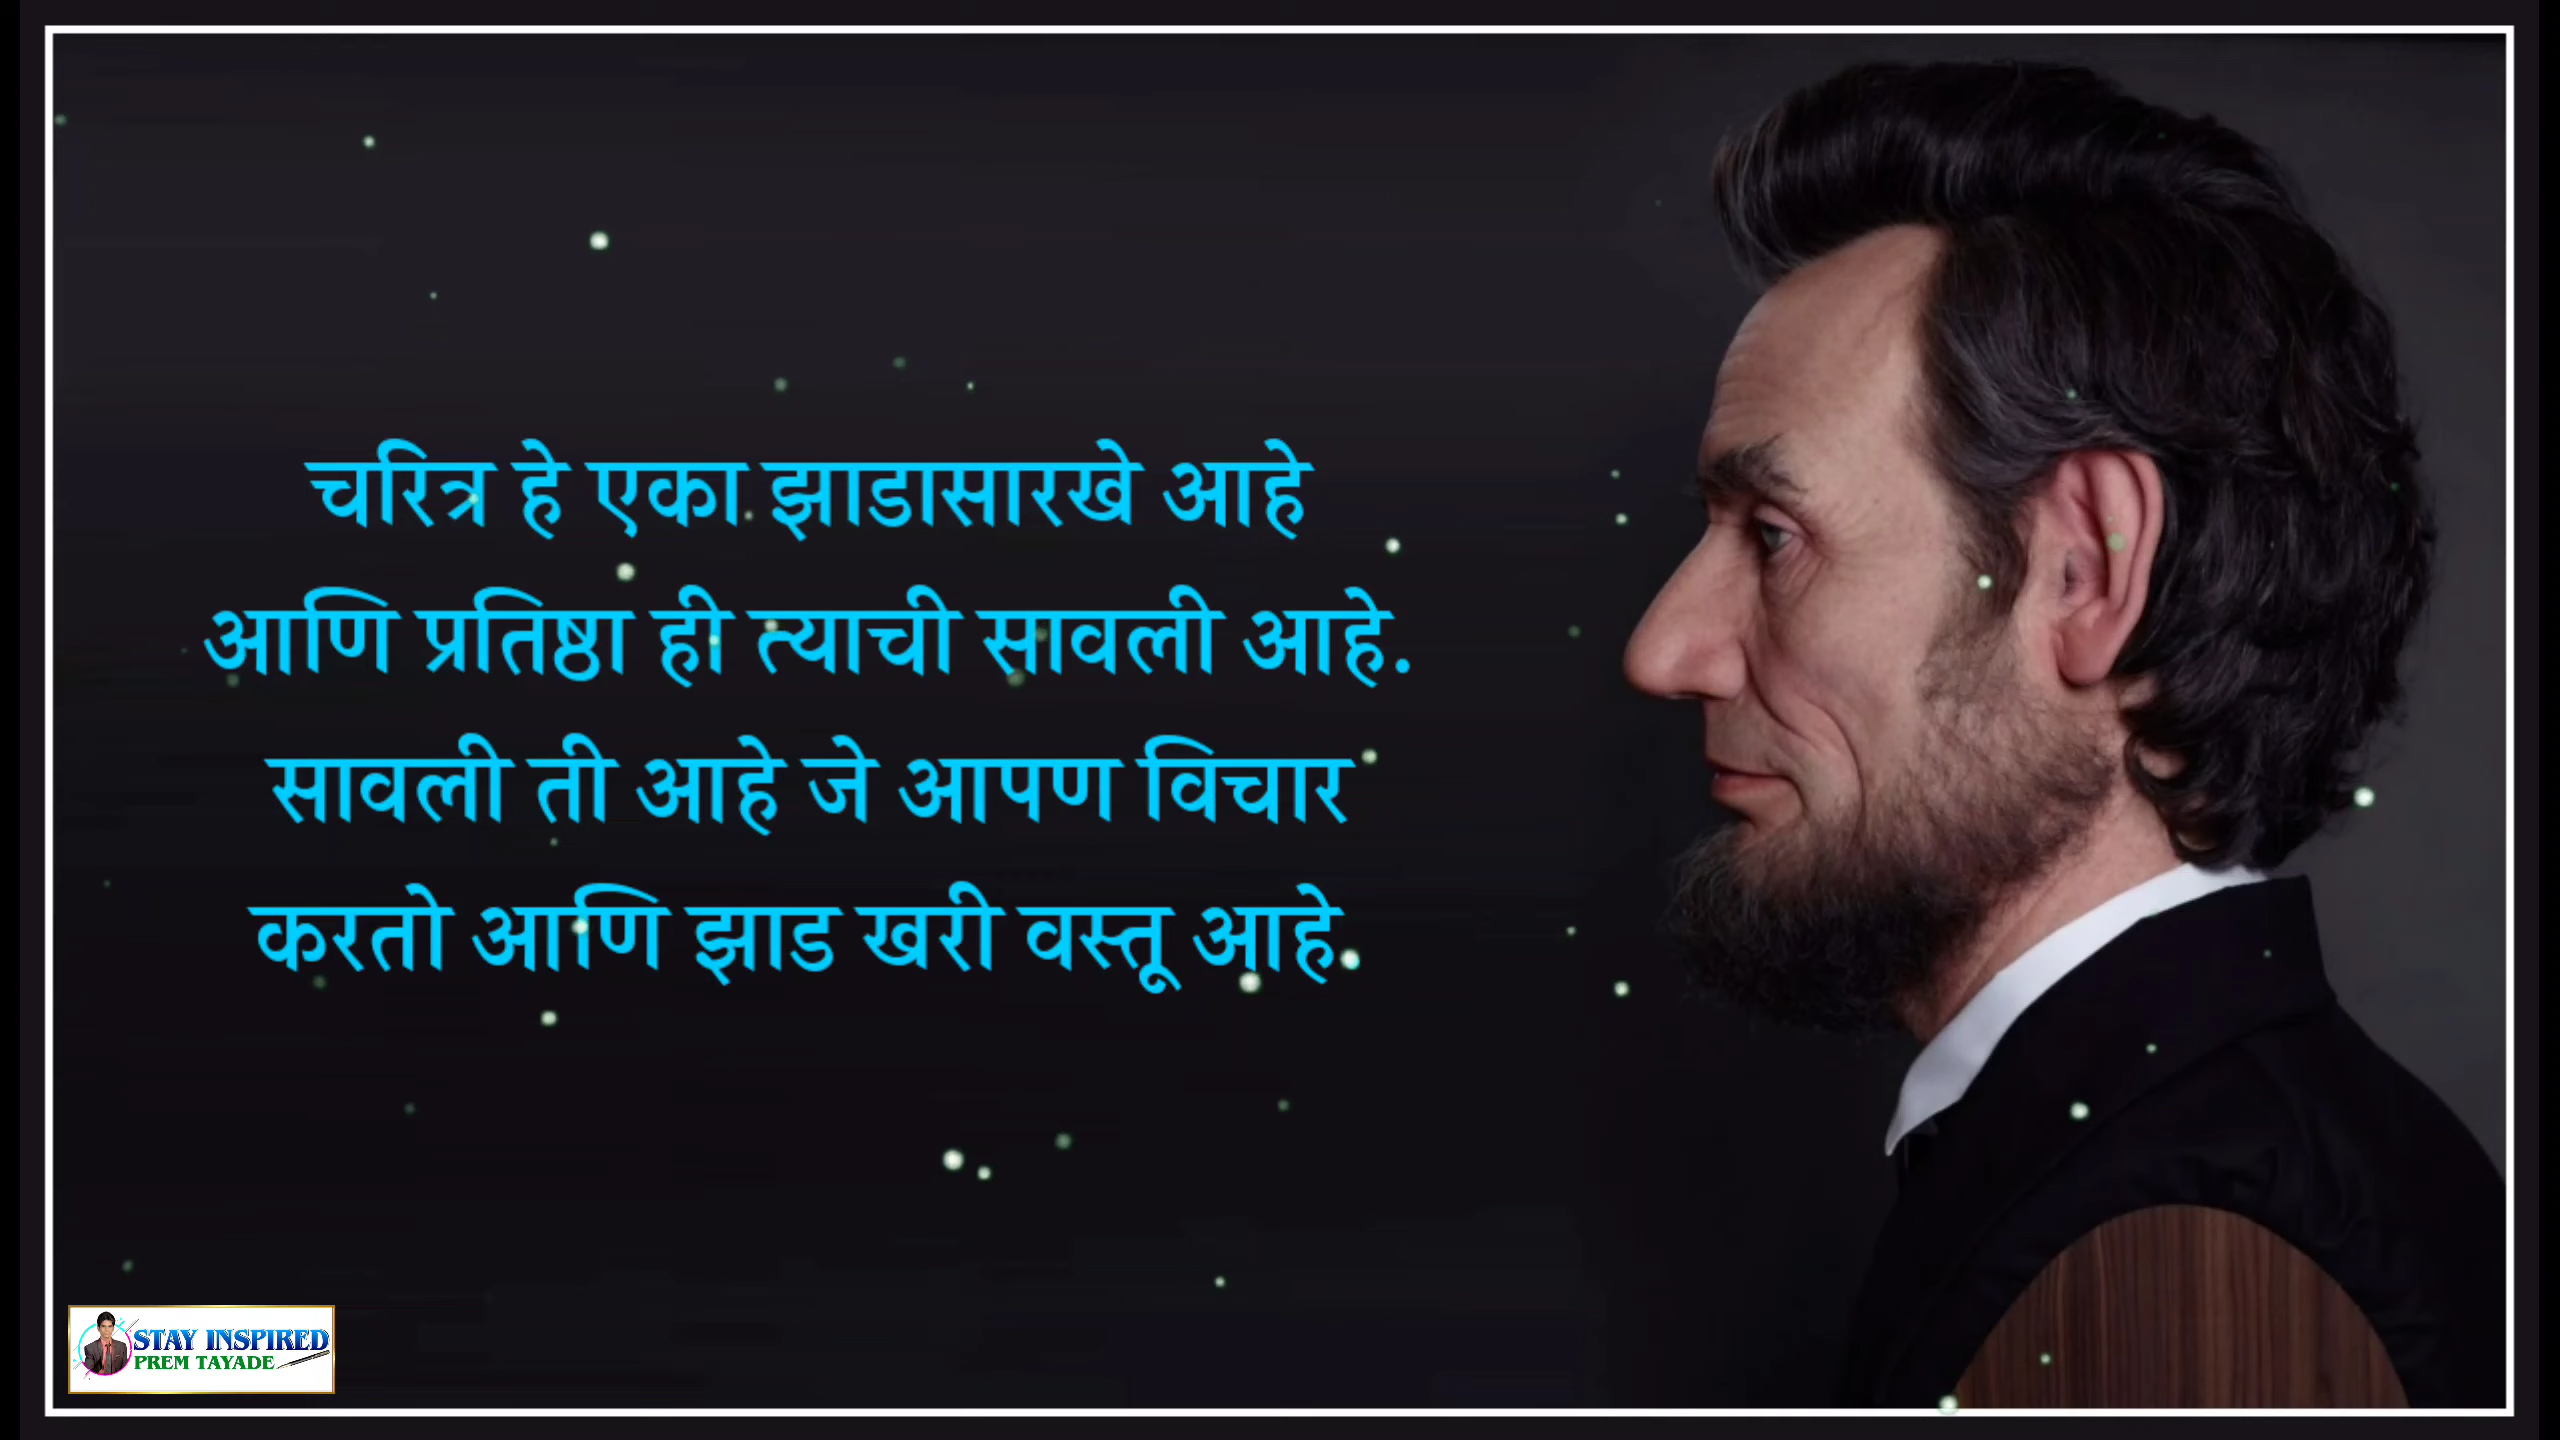 चरित्र हे एका झाडासारखे आहे
आणि प्रतिष्ठा ही त्याची सावली आहे.
सावली ती आहे जे आपण विचार
करतो आणि झाड खरी वस्तू आहे.
STAY INSPIRED
PREM TAYADE